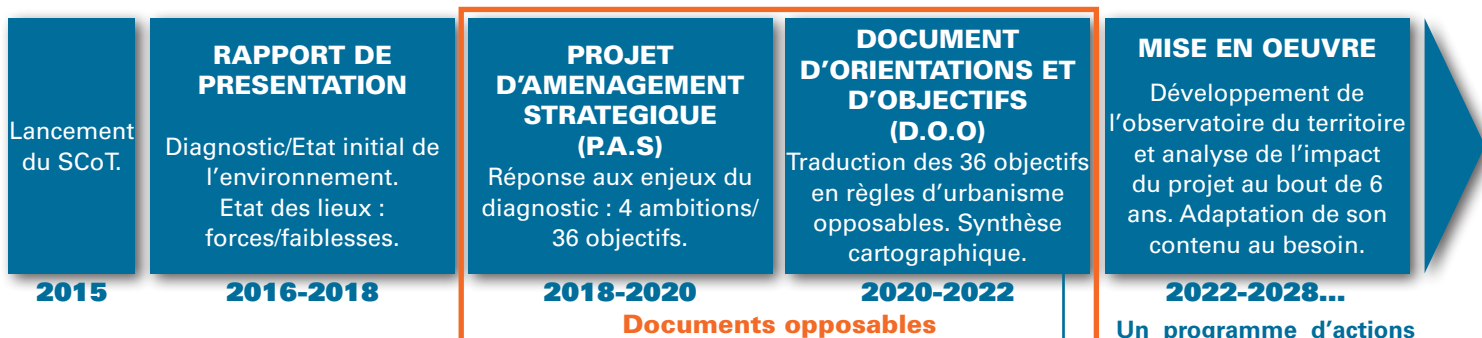 Lancement
du SCoT.
2015
RAPPORT DE
PRESENTATION
Diagnostic/Etat initial de
l'environnement.
Etat des lieux :
forces/faiblesses.
2016-2018
PROJET
D'AMENAGEMENT
STRATEGIQUE
(P.A.S)
Réponse aux enjeux du
diagnostic : 4 ambitions/
36 objectifs.
2018-2020
DOCUMENT
D'ORIENTATIONS ET
D'OBJECTIFS
(D.O.O)
Traduction des 36 objectifs
en règles d'urbanisme
opposables. Synthèse
cartographique.
2020-2022
Documents opposables
MISE EN OEUVRE
Développement de
l'observatoire du territoire
et analyse de l'impact
du projet au bout de 6
ans. Adaptation de son
contenu au besoin.
2022-2028...
Un programme d'actions